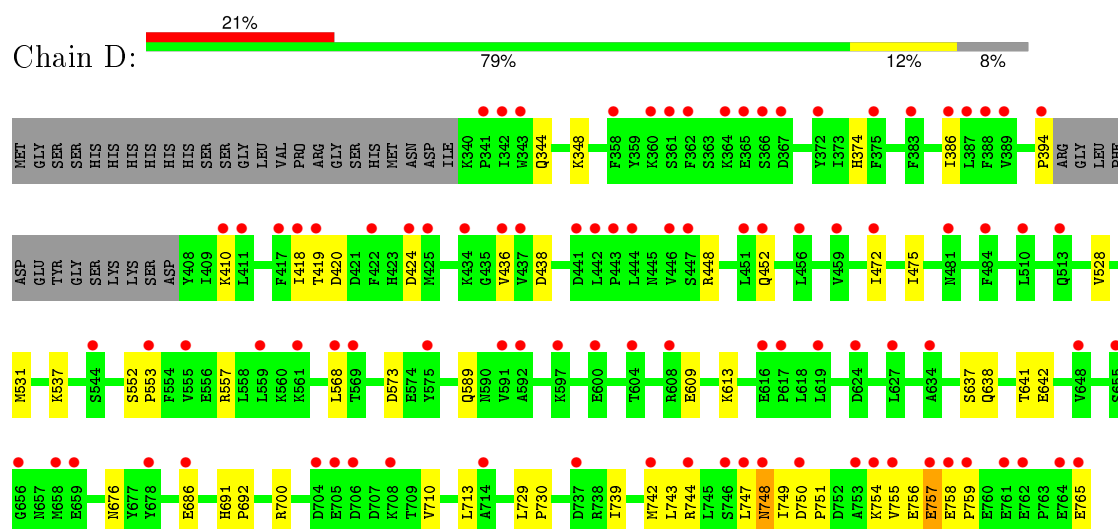 21%
Chain D:
79% 12% 8%
MET GLY SER SER HIS HIS HIS HIS HIS HIS SER SER GLY LEU VAL PRO ARG GLY SER HIS MET ASN ASP ILE K340 P341 I342 W343 Q344 K348 F358 Y359 K360 S361 F362 S363 K364 E365 S366 D367 Y372 I373 H374 F375 F383 I386 L387 F388 V389 P394 ARG GLY LEU PHE
ASP GLU TYR GLY SER LYS LYS SER ASP Y408 I409 K410 L411 F417 I418 T419 D420 D421 F422 H423 D424 M425 K434 G435 V436 V437 D438 D441 L442 P443 L444 N445 V446 S447 R448 L451 Q452 L456 V459 I472 I475 N481 F484 L510 Q513 V528
M531 K537 S544 S552 P553 F554 V555 E556 R557 L558 L559 K560 K561 L568 T569 D573 E574 Y575 Q589 N590 V591 A592 K597 E600 T604 R608 E609 K613 E616 P617 L618 L619 D624 L627 A634 S637 Q638 T641 E642 V648 S655
G656 N657 M658 E659 N676 Y677 Y678 E686 H691 P692 R700 D704 E705 D706 D707 K708 T709 V710 L713 A714 L729 P730 D737 R738 I739 M742 L743 R744 L745 S746 L747 N748 I749 D750 P751 D752 A753 K754 V755 E756 E757 E758 P759 E760 E761 E762 P763 E764 E765